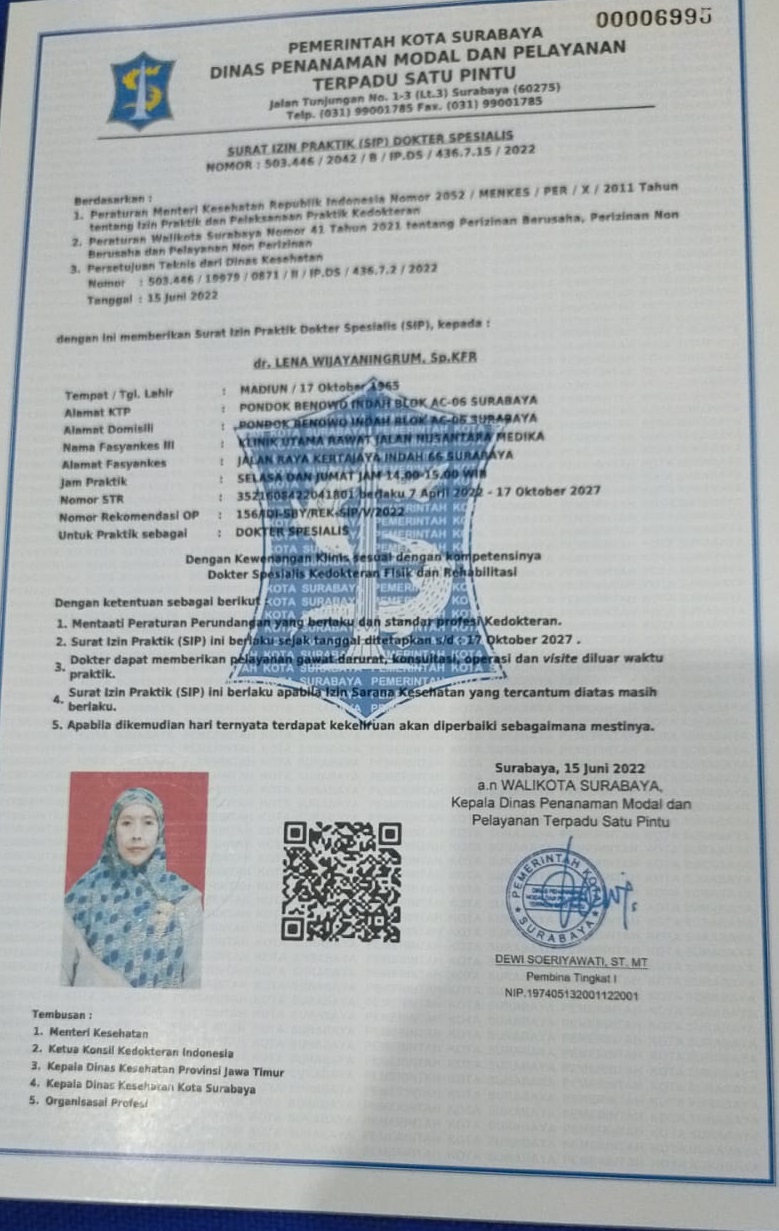 00006995
PEMERINTAH KOTA SURABAYA
DINAS PENANAMAN MODAL DAN PELAYANAN
TERPADU SATU PINTU
Jalan Tunjungan No. 1-3 (Lt.3) Surabaya (60275)
Telp. (031) 99001785 Fax. (031) 99001785
SURAT IZIN PRAKTIK (SIP) DOKTER SPESIALIS
NOMOR : 503.446 / 2042 / B / IP.DS / 436.7.15 / 2022
Berdasarkan :
1. Peraturan Menteri Kesehatan Republik Indonesia Nomor 2052 / MENKES / PER / X / 2011 Tahun
tentang Izin Praktik dan Pelaksanaan Praktik Kedokteran
2. Peraturan Walikota Surabaya Nomor 41 Tahun 2021 tentang Perizinan Berusaha, Perizinan Non
Berusaha dan Pelayanan Non Perizinan
3. Persetujuan Teknis dari Dinas Kesehatan
Nomor : 503.446 / 19979 / 0871 / II / IP.DS / 436.7.2 / 2022
Tanggal : 15 Juni 2022
dengan ini memberikan Surat Izin Praktik Dokter Spesialis (SIP), kepada :
dr. LENA WIJAYANINGRUM, Sp.KFR
Tempat / Tgl. Lahir : MADIUN / 17 Oktober 1965
Alamat KTP : PONDOK BENOWO INDAH BLOK AC-06 SURABAYA
Alamat Domisili : PONDOK BENOWO INDAH BLOK AC-06 SURABAYA
Nama Fasyankes III : KLINIK UTAMA RAWAT JALAN NUSANTARA MEDIKA
Alamat Fasyankes : JALAN RAYA KERTAJAYA INDAH 66 SURABAYA
Jam Praktik : SELASA DAN JUMAT JAM 14.00-15.00 WIB
Nomor STR : 3521608422041801 berlaku 7 April 2022 - 17 Oktober 2027
Nomor Rekomendasi OP : 156/IDI-SBY/REK-SIP/V/2022
Untuk Praktik sebagai : DOKTER SPESIALIS
Dengan Kewenangan Klinis sesuai dengan kompetensinya
Dokter Spesialis Kedokteran Fisik dan Rehabilitasi
Dengan ketentuan sebagai berikut
1. Mentaati Peraturan Perundangan yang berlaku dan standar profesi Kedokteran.
2. Surat Izin Praktik (SIP) ini berlaku sejak tanggal ditetapkan s/d : 17 Oktober 2027 .
3. Dokter dapat memberikan pelayanan gawat darurat, konsultasi, operasi dan visite diluar waktu
praktik.
4. Surat Izin Praktik (SIP) ini berlaku apabila Izin Sarana Kesehatan yang tercantum diatas masih
berlaku.
5. Apabila dikemudian hari ternyata terdapat kekeliruan akan diperbaiki sebagaimana mestinya.
Surabaya, 15 Juni 2022
a.n WALIKOTA SURABAYA,
Kepala Dinas Penanaman Modal dan
Pelayanan Terpadu Satu Pintu
PEMERINTAH KOTA
SURABAYA
DEWI SOERIYAWATI, ST. MT
Pembina Tingkat I
NIP.197405132001122001
Tembusan :
1. Menteri Kesehatan
2. Ketua Konsil Kedokteran Indonesia
3. Kepala Dinas Kesehatan Provinsi Jawa Timur
4. Kepala Dinas Kesehatan Kota Surabaya
5. Organisasi Profesi